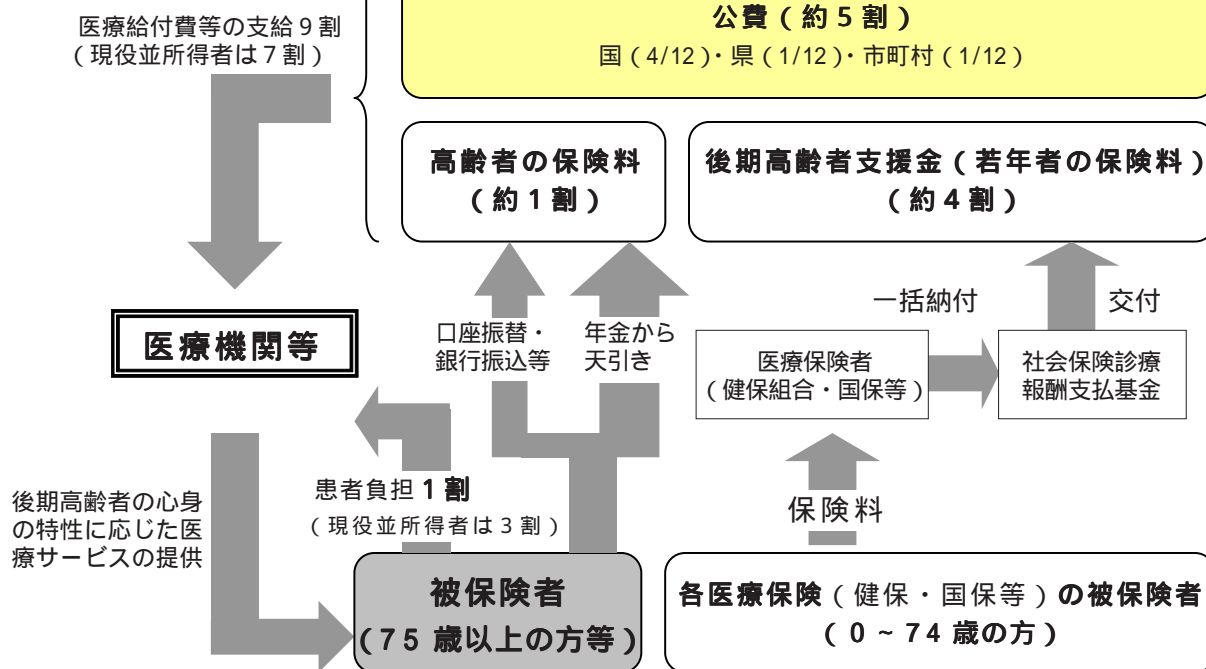 医療給付費等の支給９割
（現役並所得者は７割）
公費（約５割）
国（4/12）・県（1/12）・市町村（1/12）
高齢者の保険料
（約１割）
後期高齢者支援金（若年者の保険料）
（約４割）
医療機関等
口座振替・
銀行振込等
年金から
天引き
一括納付
交付
医療保険者
（健保組合・国保等）
社会保険診療
報酬支払基金
後期高齢者の心身
の特性に応じた医
療サービスの提供
患者負担１割
（現役並所得者は３割）
保険料
被保険者
（75 歳以上の方等）
各医療保険（健保・国保等）の被保険者
（０～74 歳の方）